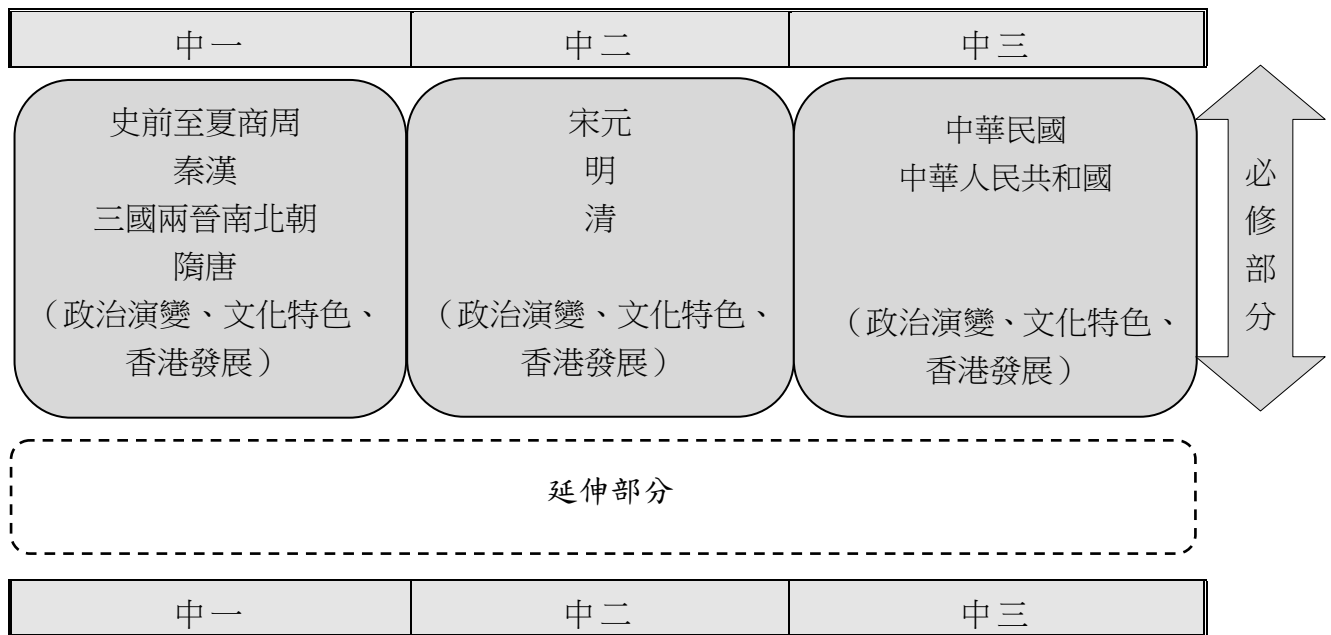 中一 中二 中三
史前至夏商周
秦漢
三國兩晉南北朝
隋唐
（政治演變、文化特色、
香港發展）
宋元
明
清
（政治演變、文化特色、
香港發展）
中華民國
中華人民共和國
（政治演變、文化特色、
香港發展）
必
修
部
分
延伸部分
中一 中二 中三